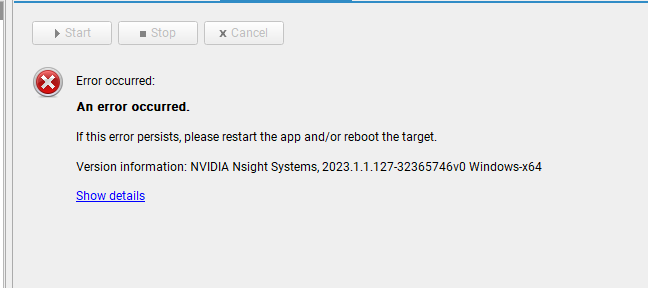 Start Stop Cancel
Error occurred:
An error occurred.
If this error persists, please restart the app and/or reboot the target.
Version information: NVIDIA Nsight Systems, 2023.1.1.127-32365746v0 Windows-x64
Show details